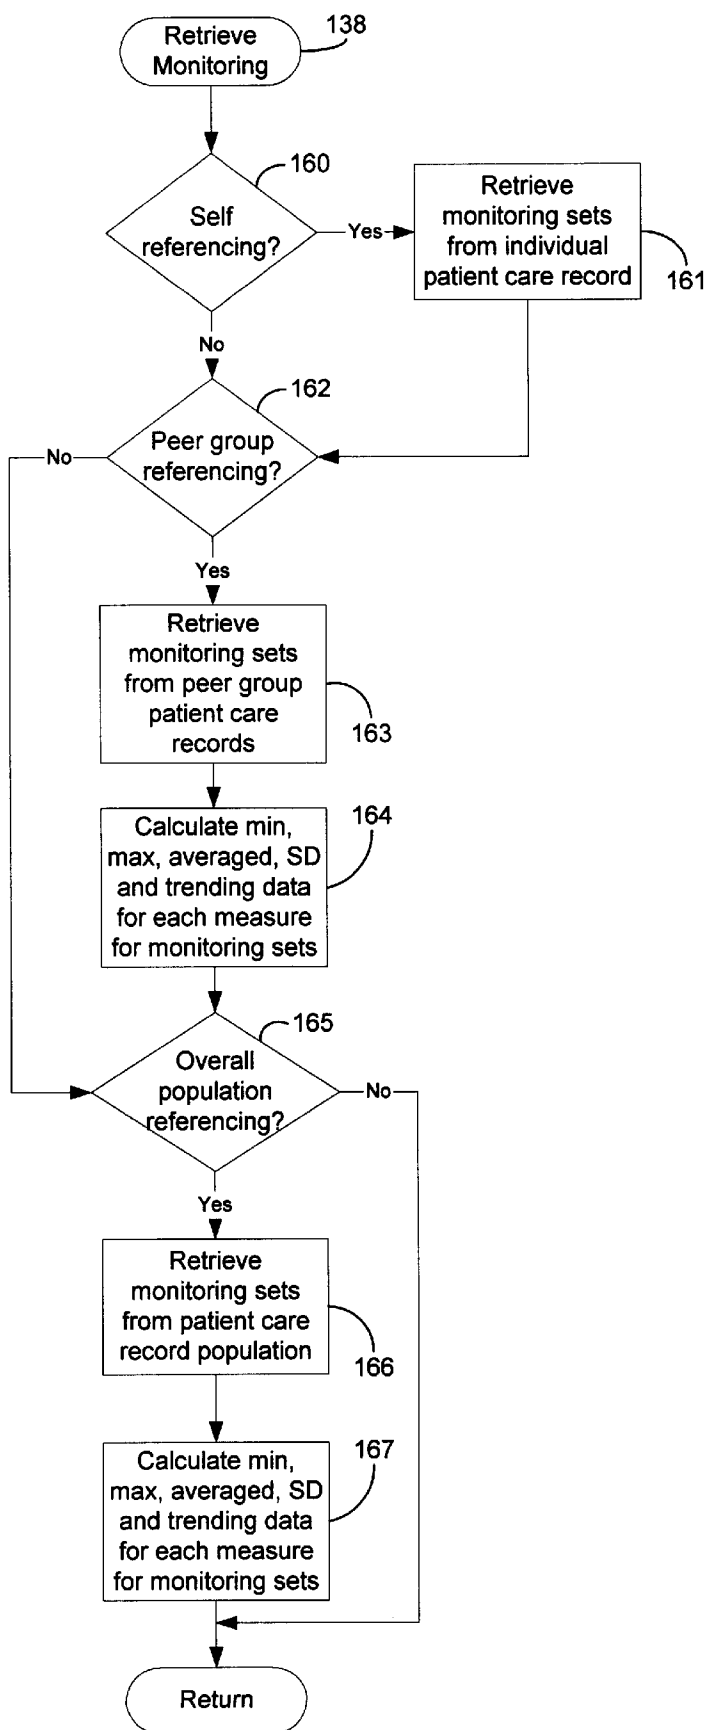 Retrieve
Monitoring
138
160
Self
referencing?
Yes
Retrieve
monitoring sets
from individual
patient care record
161
No
162
Peer group
referencing?
No
Yes
Retrieve
monitoring sets
from peer group
patient care
records
163
Calculate min,
max, averaged, SD
and trending data
for each measure
for monitoring sets
164
165
Overall
population
referencing?
No
Yes
Retrieve
monitoring sets
from patient care
record population
166
Calculate min,
max, averaged, SD
and trending data
for each measure
for monitoring sets
167
Return